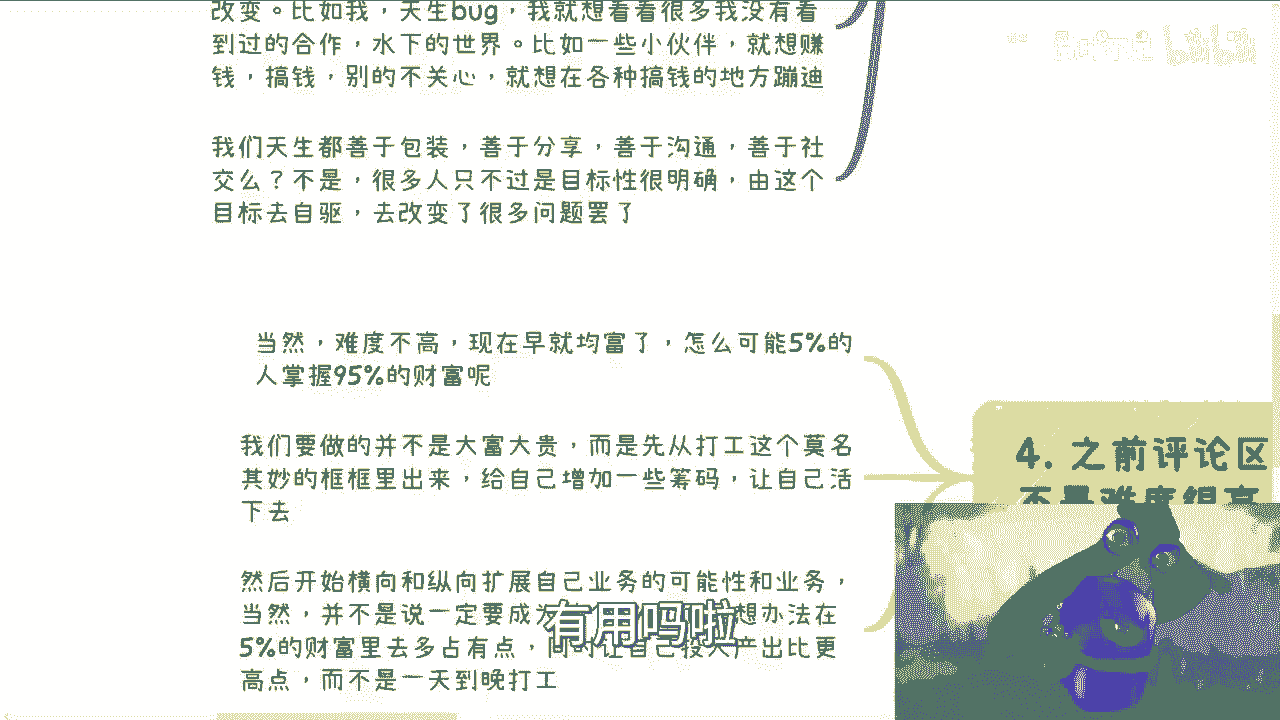 改变。比如我，天生bug，我就想看看很多我没有看
到过的合作，水下的世界。比如一些小伙伴，就想赚
钱，搞钱，别的不关心，就想在各种搞钱的地方蹦迪
我们天生都善于包装，善于分享，善于沟通，善于社
交么？不是，很多人只不过是目标性很明确，由这个
目标去自驱，去改变了很多问题罢了
当然，难度不高，现在早就均富了，怎么可能5%的
人掌握95%的财富呢
我们要做的并不是大富大贵，而是先从打工这个莫名
其妙的框框里出来，给自己增加一些筹码，让自己活
下去
然后开始横向和纵向扩展自己业务的可能性和业务，
当然，并不是说一定要成为 想办法在
5%的财富里去多占有点，同时让自己投入产出比更
高点，而不是一天到晚打工
4. 之前评论区
不是难度很高
有用吗啦
bilibili